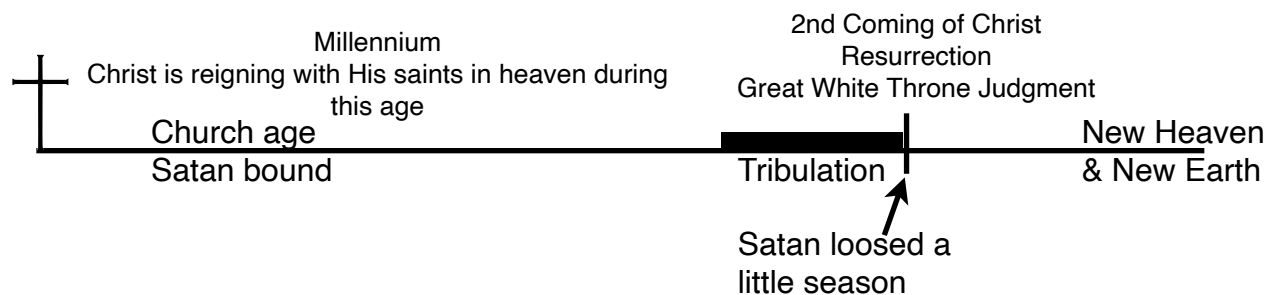 Millennium
Christ is reigning with His saints in heaven during
this age
2nd Coming of Christ
Resurrection
Great White Throne Judgment
Church age
Satan bound
Tribulation
New Heaven
& New Earth
Satan loosed a
little season